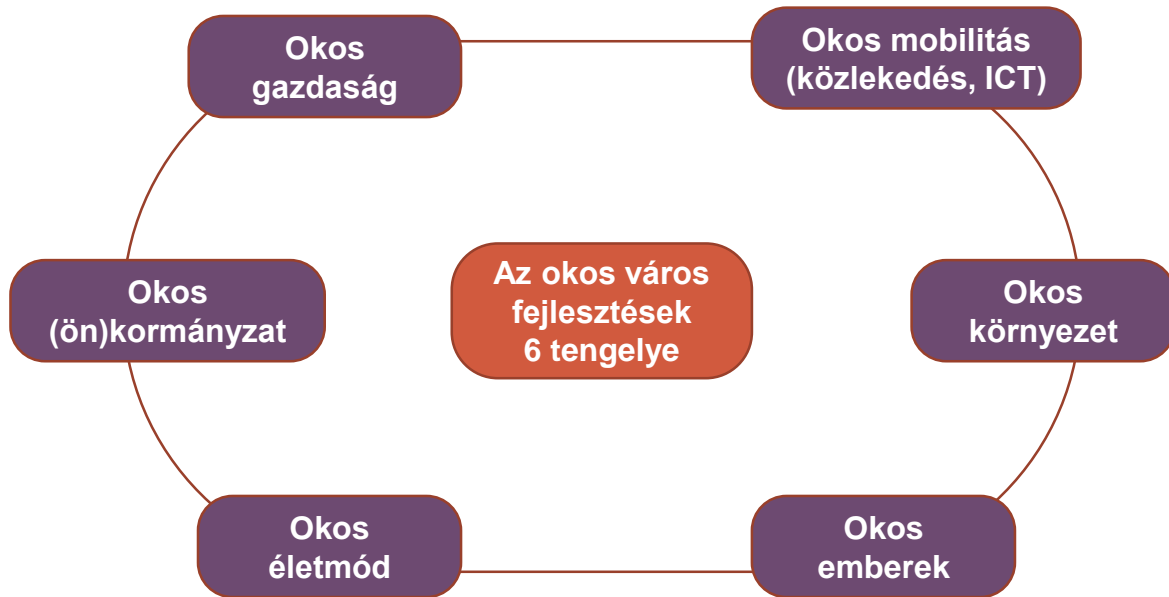 Okos
gazdaság
Okos mobilitás
(közlekedés, ICT)
Okos
(ön)kormányzat
Az okos város
fejlesztések
6 tengelye
Okos
környezet
Okos
életmód
Okos
emberek